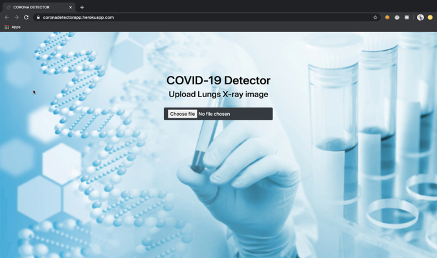 CORONA DETECTOR
coronadetectorapp.herokuapp.com
Apps
COVID-19 Detector
Upload Lungs X-ray image
Choose file No file chosen